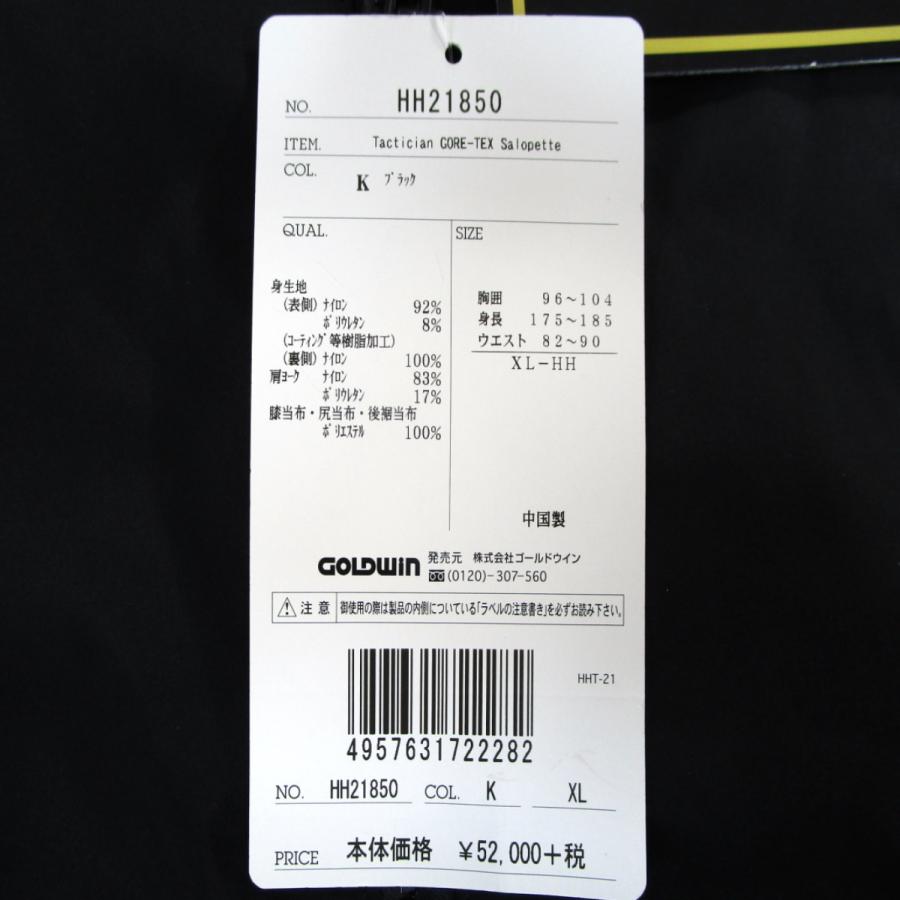 NO. HH21850
ITEM. Tactician GORE-TEX Salopette
COL. K ブラック
QUAL.
身生地
(表側) ナイロン 92%
ポリウレタン 8%
(コーティング等樹脂加工)
(裏側) ナイロン 100%
肩ヨーク ナイロン 83%
ポリウレタン 17%
膝当布・尻当布・後裾当布
ポリエステル 100%
SIZE
胸囲 96～104
身長 175～185
ウエスト 82～90
XL-HH
中国製
GOLDWIN 発売元 株式会社ゴールドウイン
(0120)-307-560
注意 御使用の際は製品の内側についている「ラベルの注意書き」を必ずお読み下さい。
HHT-21
4957631722282
NO. HH21850 COL. K XL
PRICE 本体価格 ¥52,000+税